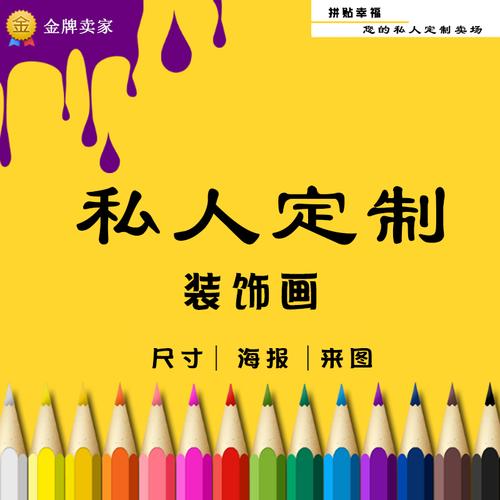 金
金牌卖家
拼贴幸福
您的私人定制卖场
私人定制
装饰画
尺寸| 海报 |来图